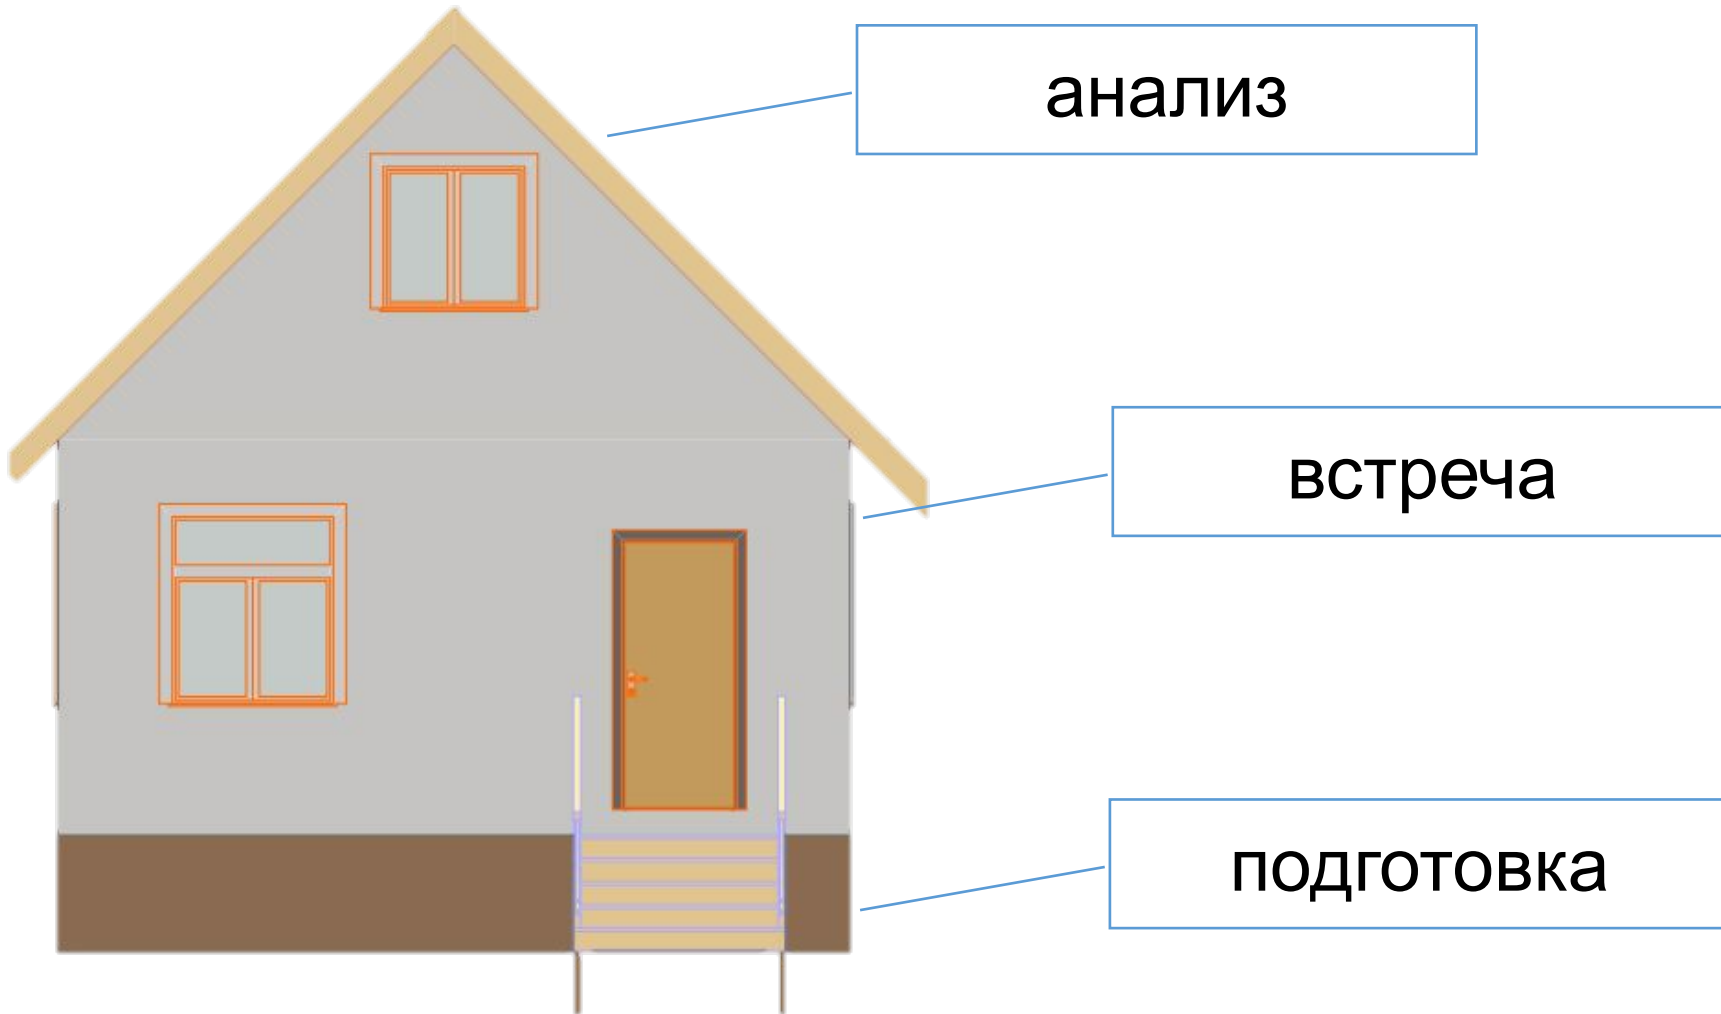 анализ
встреча
подготовка